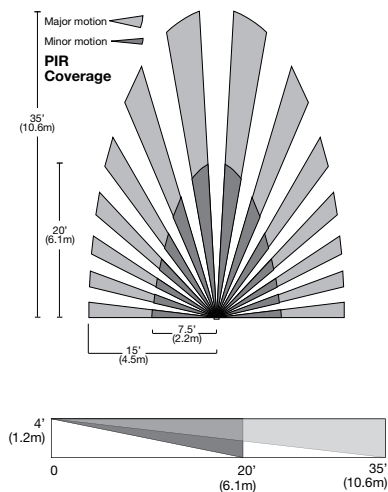 Major motion
Minor motion
PIR
Coverage
35’
(10.6m)
20’
(6.1m)
7.5’
(2.2m)
15’
(4.5m)
4’
(1.2m)
0
20’
(6.1m)
35’
(10.6m)